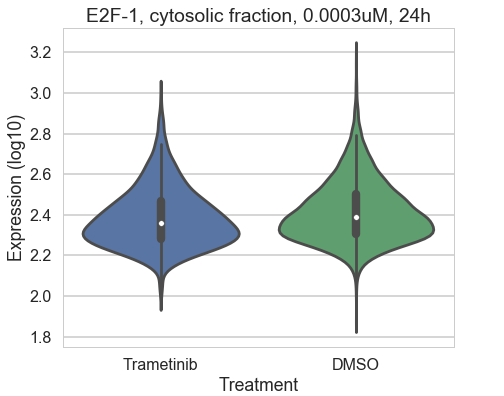 E2F-1, cytosolic fraction, 0.0003uM, 24h
Expression (log10)
3.2
3.0
2.8
2.6
2.4
2.2
2.0
1.8
Trametinib DMSO
Treatment